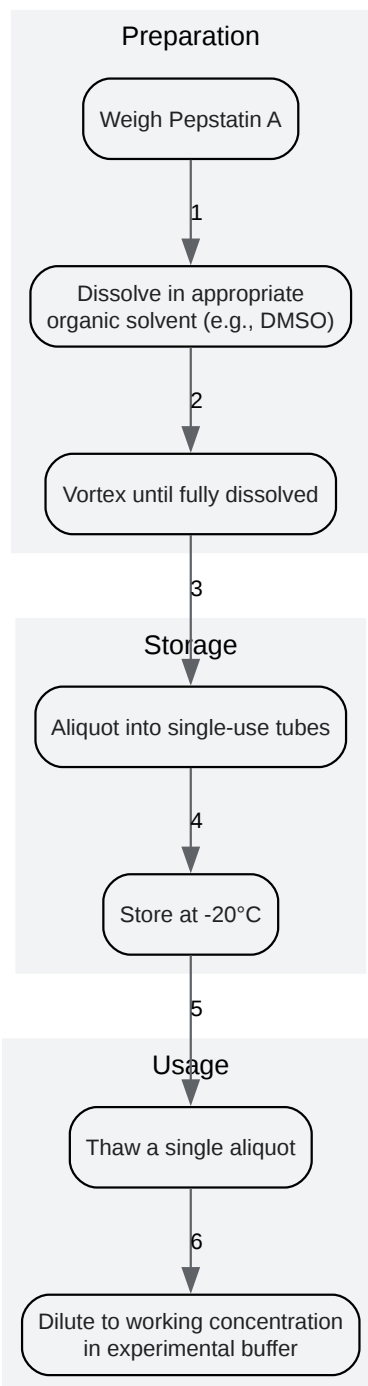 Preparation
Weigh Pepstatin A
1
Dissolve in appropriate
organic solvent (e.g., DMSO)
2
Vortex until fully dissolved
3
Storage
Aliquot into single-use tubes
4
Store at -20°C
5
Usage
Thaw a single aliquot
6
Dilute to working concentration
in experimental buffer